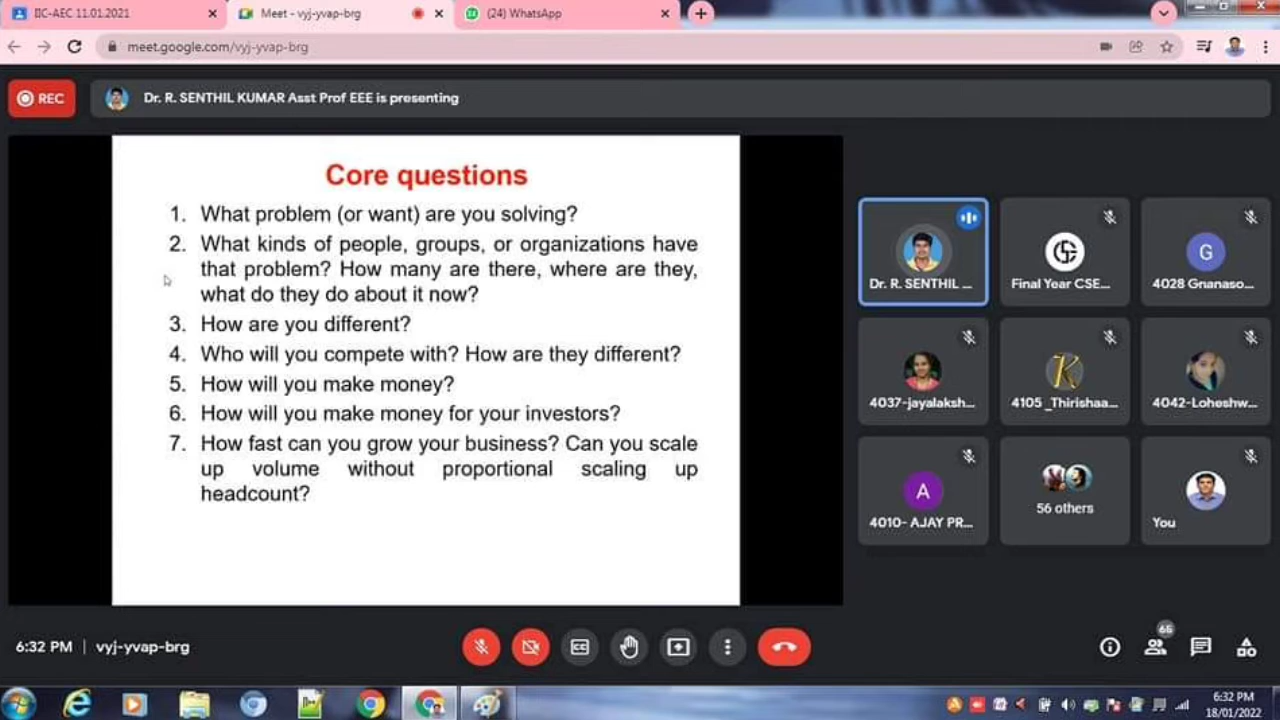 IIC-AEC 11.01.2021
Meet - vyj-yvap-brg
(24) WhatsApp
meet.google.com/vyj-yvap-brg
REC
Dr. R. SENTHIL KUMAR Asst Prof EEE is presenting
Core questions
1. What problem (or want) are you solving?
2. What kinds of people, groups, or organizations have
that problem? How many are there, where are they,
what do they do about it now?
3. How are you different?
4. Who will you compete with? How are they different?
5. How will you make money?
6. How will you make money for your investors?
7. How fast can you grow your business? Can you scale
up volume without proportional scaling up
headcount?
Dr. R. SENTHIL ...
Final Year CSE...
G
4028 Gnanaso...
4037-jayalaksh...
K
4105 _Thirishaa...
4042-Loheshw...
A
4010- AJAY PR...
56 others
You
6:32 PM | vyj-yvap-brg
CC
65
6:32 PM
18/01/2022